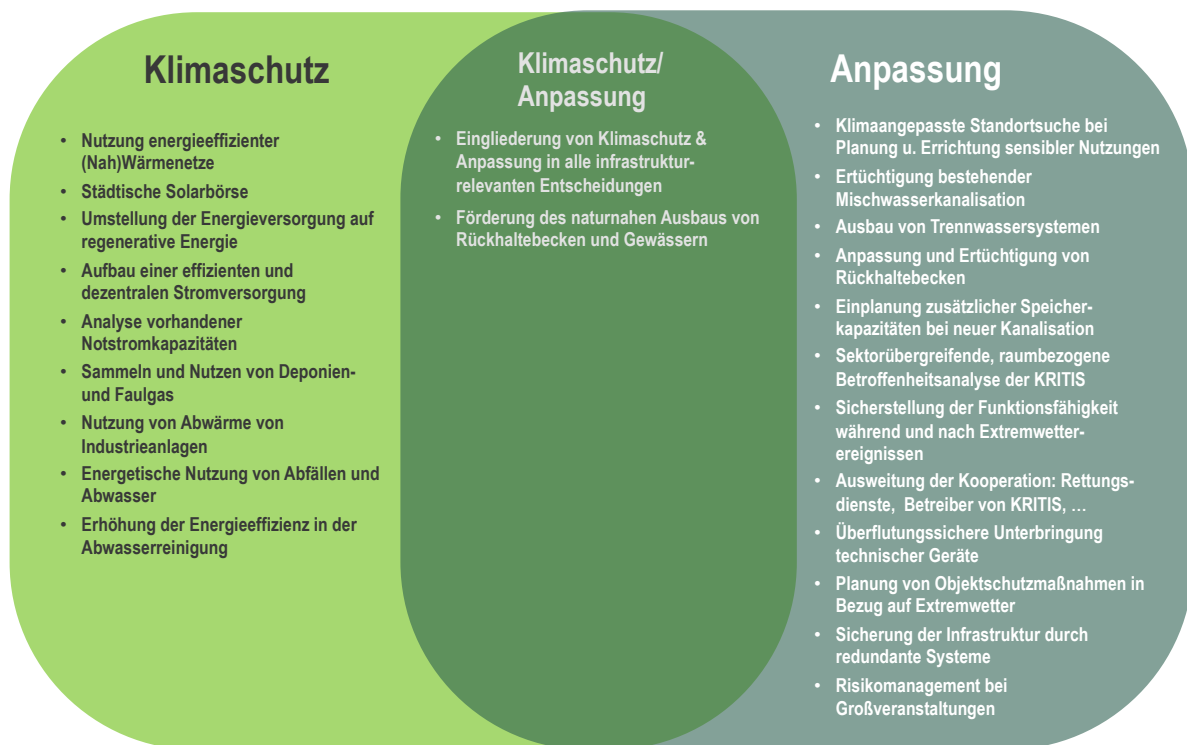 Klimaschutz
• Nutzung energieeffizienter
(Nah)Wärmenetze
• Städtische Solarbörse
• Umstellung der Energieversorgung auf
regenerative Energie
• Aufbau einer effizienten und
dezentralen Stromversorgung
• Analyse vorhandener
Notstromkapazitäten
• Sammeln und Nutzen von Deponien-
und Faulgas
• Nutzung von Abwärme von
Industrieanlagen
• Energetische Nutzung von Abfällen und
Abwasser
• Erhöhung der Energieeffizienz in der
Abwasserreinigung
Klimaschutz/
Anpassung
• Eingliederung von Klimaschutz &
Anpassung in alle infrastruktur-
relevanten Entscheidungen
• Förderung des naturnahen Ausbaus von
Rückhaltebecken und Gewässern
Anpassung
• Klimaangepasste Standortsuche bei
Planung u. Errichtung sensibler Nutzungen
• Ertüchtigung bestehender
Mischwasserkanalisation
• Ausbau von Trennwassersystemen
• Anpassung und Ertüchtigung von
Rückhaltebecken
• Einplanung zusätzlicher Speicher-
kapazitäten bei neuer Kanalisation
• Sektorübergreifende, raumbezogene
Betroffenheitsanalyse der KRITIS
• Sicherstellung der Funktionsfähigkeit
während und nach Extremwetter-
ereignissen
• Ausweitung der Kooperation: Rettungs-
dienste, Betreiber von KRITIS, …
• Überflutungssichere Unterbringung
technischer Geräte
• Planung von Objektschutzmaßnahmen in
Bezug auf Extremwetter
• Sicherung der Infrastruktur durch
redundante Systeme
• Risikomanagement bei
Großveranstaltungen